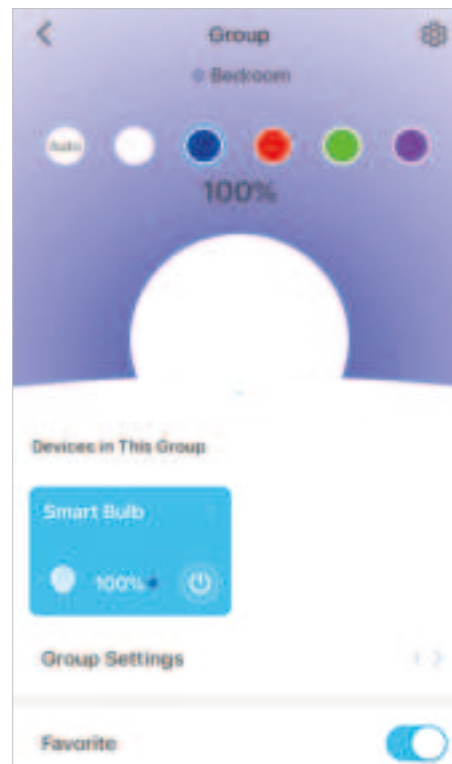 Group
Bedroom
Auto
100%
Devices in This Group
Smart Bulb
100%
Group Settings
Favorite